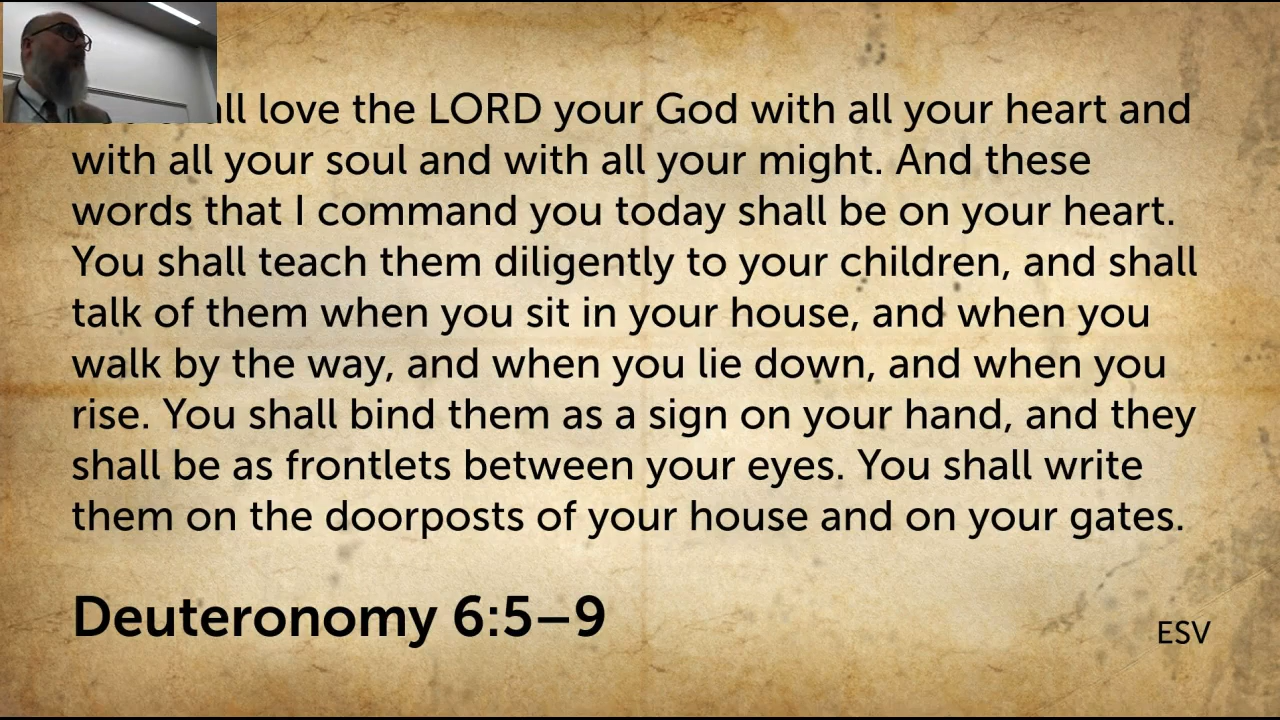 love the LORD your God with all your heart and
with all your soul and with all your might. And these
words that I command you today shall be on your heart.
You shall teach them diligently to your children, and shall
talk of them when you sit in your house, and when you
walk by the way, and when you lie down, and when you
rise. You shall bind them as a sign on your hand, and they
shall be as frontlets between your eyes. You shall write
them on the doorposts of your house and on your gates.
Deuteronomy 6:5–9
ESV